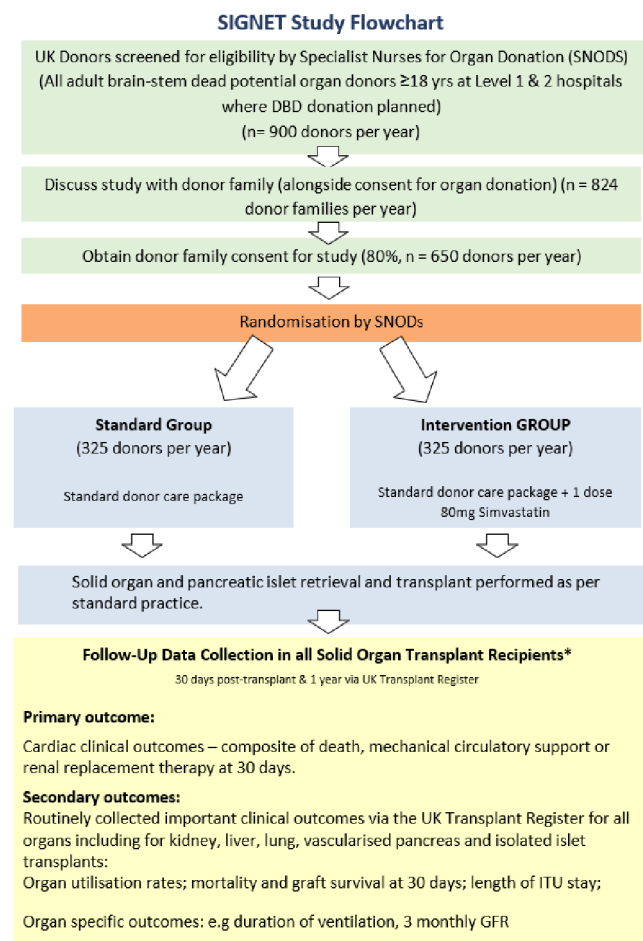 SIGNET Study Flowchart
UK Donors screened for eligibility by Specialist Nurses for Organ Donation (SNODS)
(All adult brain-stem dead potential organ donors ≥18 yrs at Level 1 & 2 hospitals
where DBD donation planned)
(n= 900 donors per year)
Discuss study with donor family (alongside consent for organ donation) (n = 824
donor families per year)
Obtain donor family consent for study (80%, n = 650 donors per year)
Randomisation by SNODs
Standard Group
(325 donors per year)
Standard donor care package
Intervention GROUP
(325 donors per year)
Standard donor care package + 1 dose
80mg Simvastatin
Solid organ and pancreatic islet retrieval and transplant performed as per
standard practice.
Follow-Up Data Collection in all Solid Organ Transplant Recipients*
30 days post-transplant & 1 year via UK Transplant Register
Primary outcome:
Cardiac clinical outcomes – composite of death, mechanical circulatory support or
renal replacement therapy at 30 days.
Secondary outcomes:
Routinely collected important clinical outcomes via the UK Transplant Register for all
organs including for kidney, liver, lung, vascularised pancreas and isolated islet
transplants:
Organ utilisation rates; mortality and graft survival at 30 days; length of ITU stay;
Organ specific outcomes: e.g duration of ventilation, 3 monthly GFR